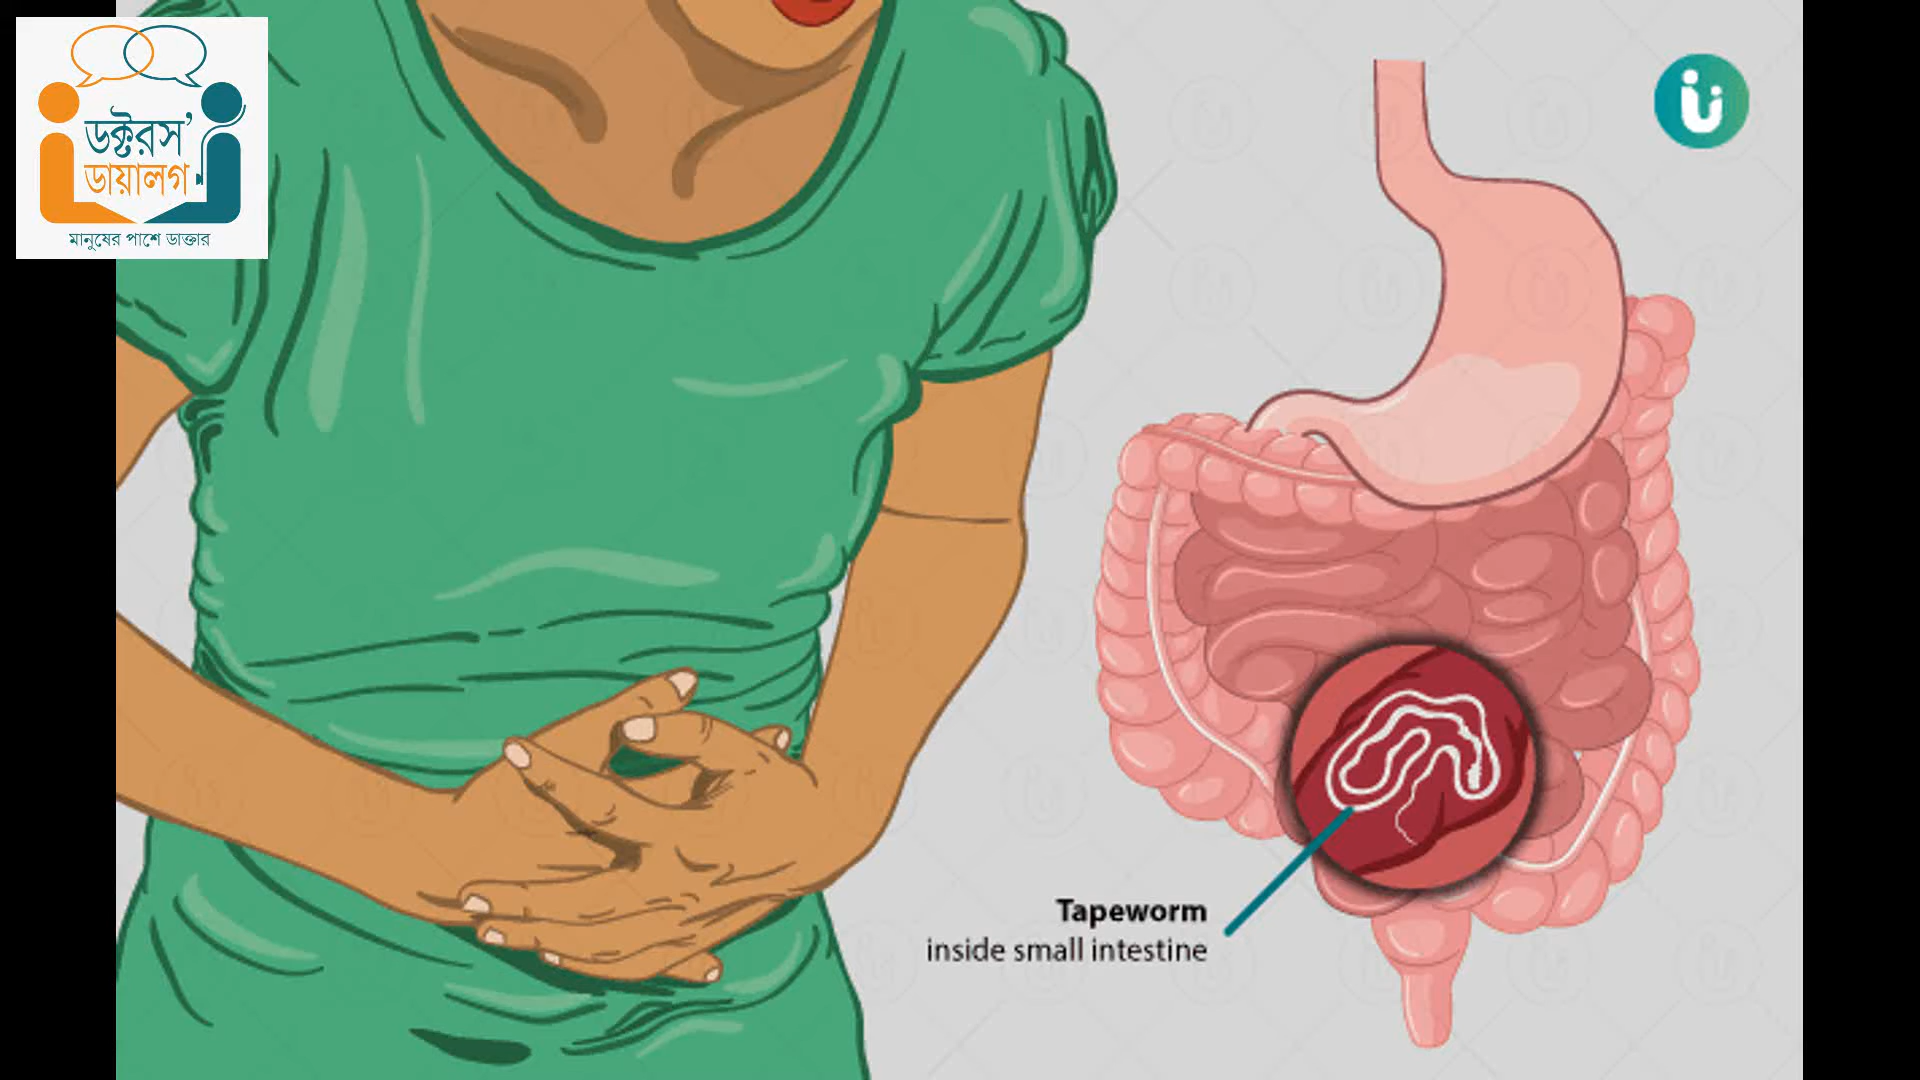 ডক্টরস’
ডায়ালগ
মানুষের পাশে ডাক্তার
Tapeworm
inside small intestine